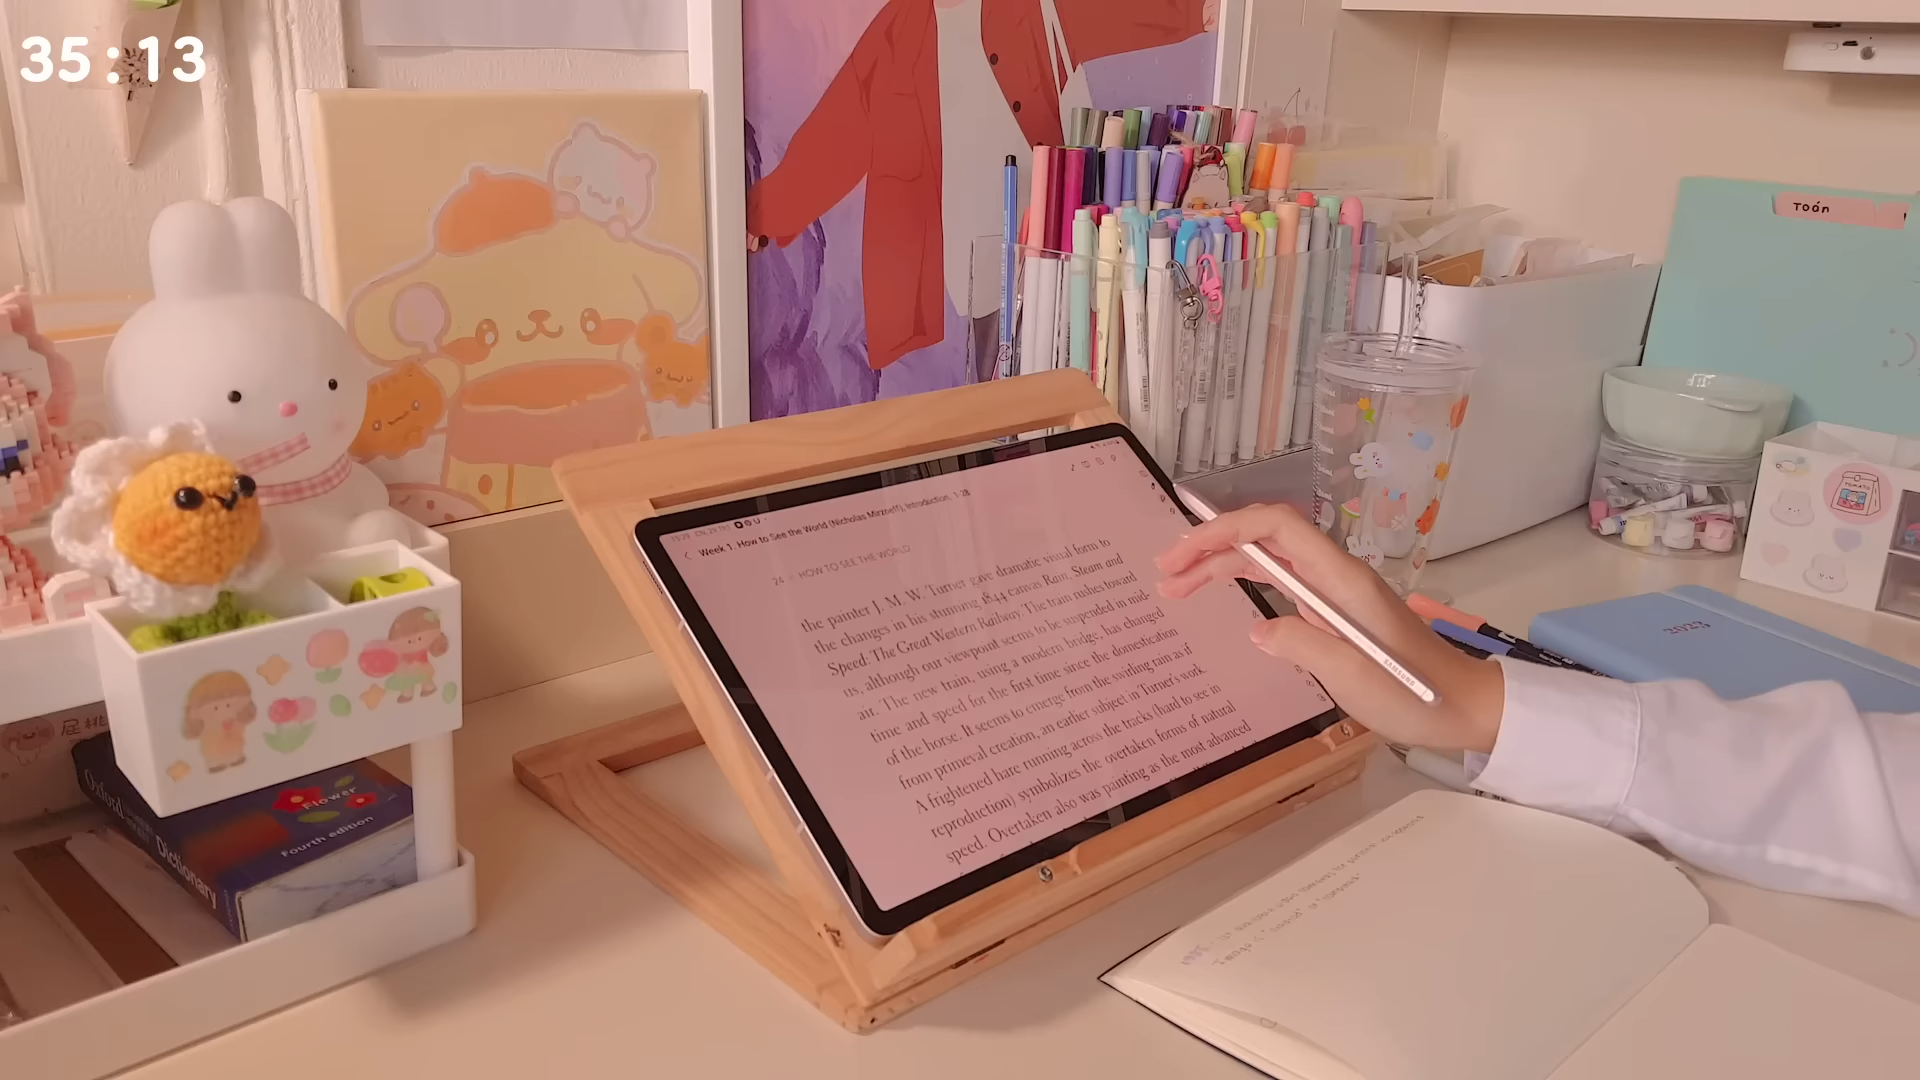 35:13
Toán
Week 1. How to See the World (Nicholas Mirzoeff), Introduction, 1-28
24 HOW TO SEE THE WORLD
the painter J. M. W. Turner gave dramatic visual form to
the changes in his stunning 1844 canvas Rain, Steam and
Speed: The Great Western Railway. The train rushes toward
us, although our viewpoint seems to be suspended in mid-
air. The new train, using a modern bridge, has changed
time and speed for the first time since the domestication
of the horse. It seems to emerge from the swirling rain as if
from primeval creation, an earlier subject in Turner's work.
A frightened hare running across the tracks (hard to see in
reproduction) symbolizes the overtaken forms of natural
speed. Overtaken also was painting as the most advanced
SAMSUNG
2023
TOMATO
屁桃
Oxford
Dictionary
Flower
Fourth edition